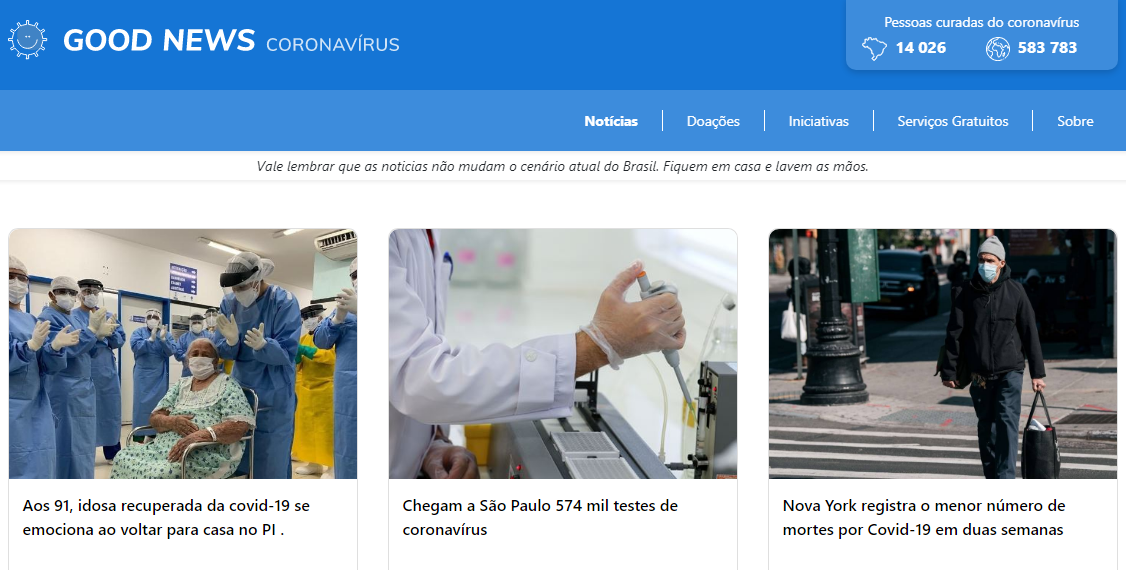 GOOD NEWS CORONAVÍRUS
Pessoas curadas do coronavírus
14 026 583 783
Notícias Doações Iniciativas Serviços Gratuitos Sobre
Vale lembrar que as noticias não mudam o cenário atual do Brasil. Fiquem em casa e lavem as mãos.
Aos 91, idosa recuperada da covid-19 se
emociona ao voltar para casa no PI .
Chegam a São Paulo 574 mil testes de
coronavírus
Nova York registra o menor número de
mortes por Covid-19 em duas semanas